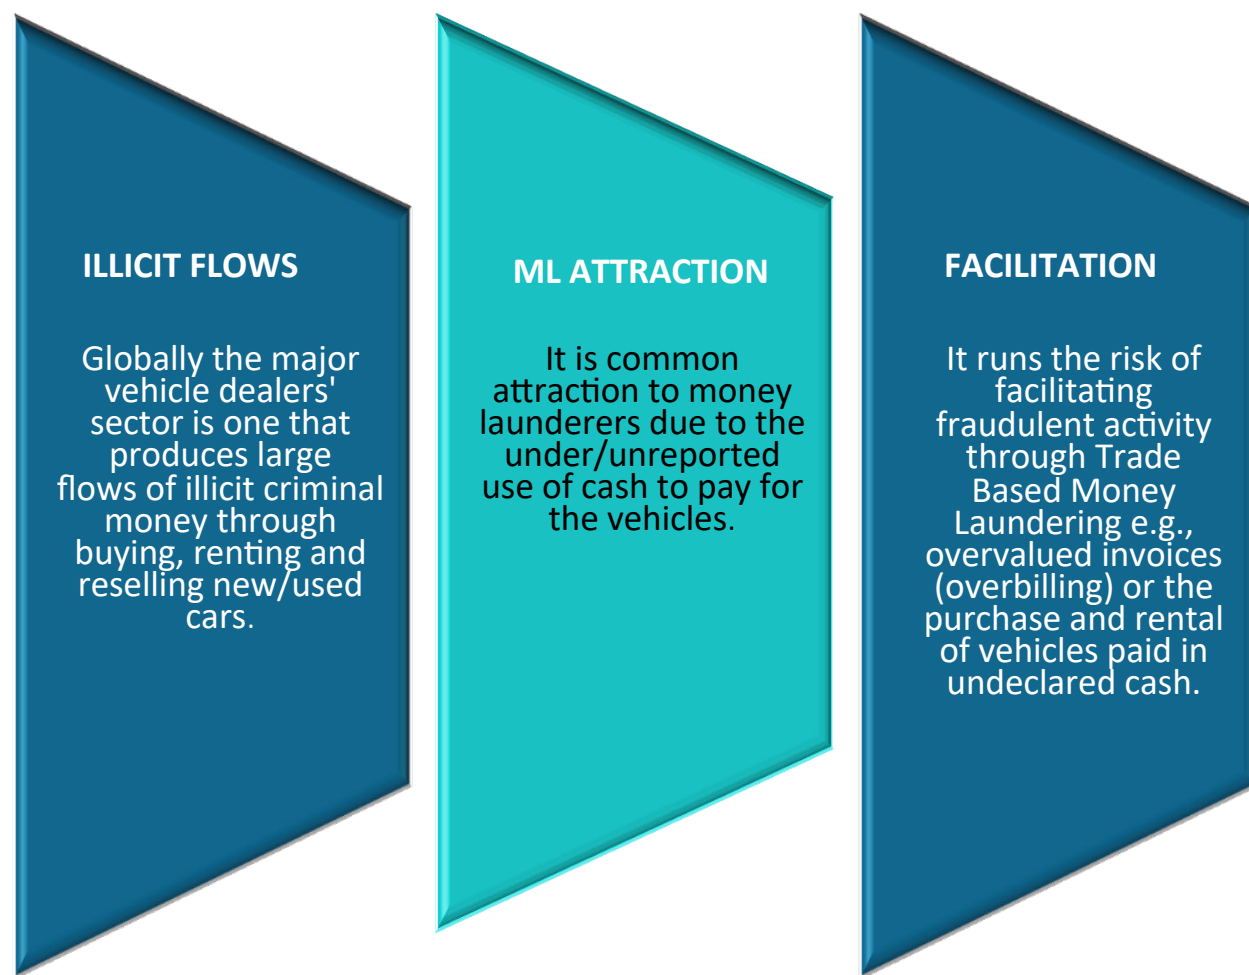 ILLICIT FLOWS
Globally the major
vehicle dealers'
sector is one that
produces large
flows of illicit criminal
money through
buying, renting and
reselling new/used
cars.
ML ATTRACTION
It is common
attraction to money
launderers due to the
under/unreported
use of cash to pay for
the vehicles.
FACILITATION
It runs the risk of
facilitating
fraudulent activity
through Trade
Based Money
Laundering e.g.,
overvalued invoices
(overbilling) or the
purchase and rental
of vehicles paid in
undeclared cash.